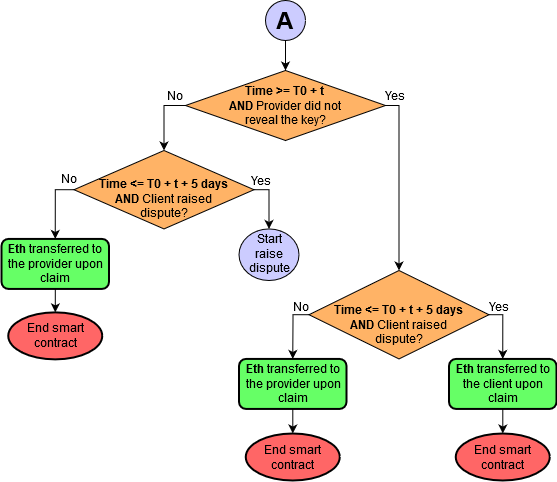 A
Time >= T0 + t
AND Provider did not
reveal the key?
No
Yes
Time <= T0 + t + 5 days
AND Client raised
dispute?
No
Yes
Eth transferred to
the provider upon
claim
Start
raise
dispute
End smart
contract
Time <= T0 + t + 5 days
AND Client raised
dispute?
No
Yes
Eth transferred to
the provider upon
claim
Eth transferred to
the client upon
claim
End smart
contract
End smart
contract